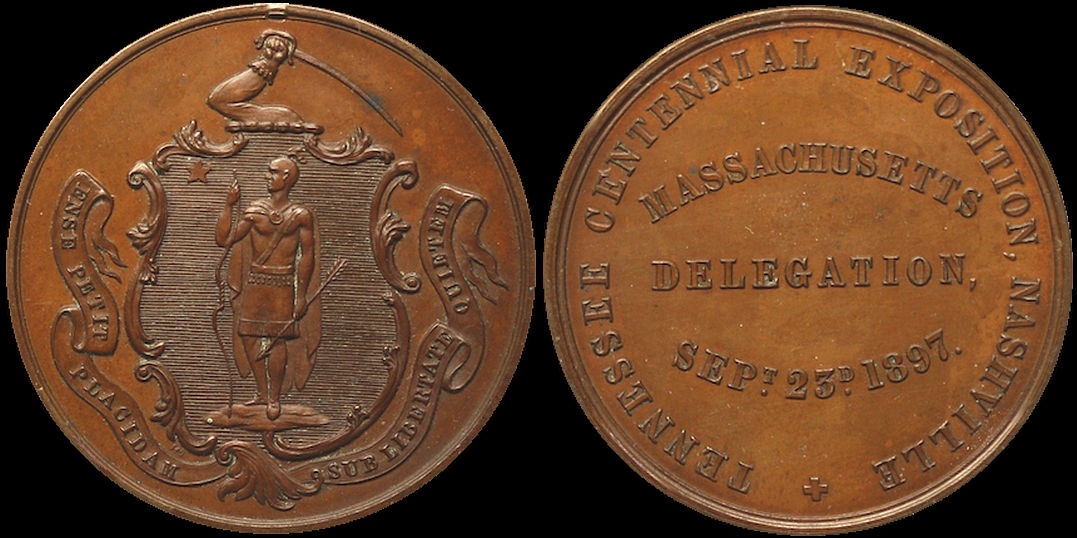 ENSE PETIT PLACIDAM SUB LIBERTATE QUIETEM
TENNESSEE CENTENNIAL EXPOSITION, NASHVILLE
MASSACHUSETTS
DELEGATION,
SEPT. 23D 1897.